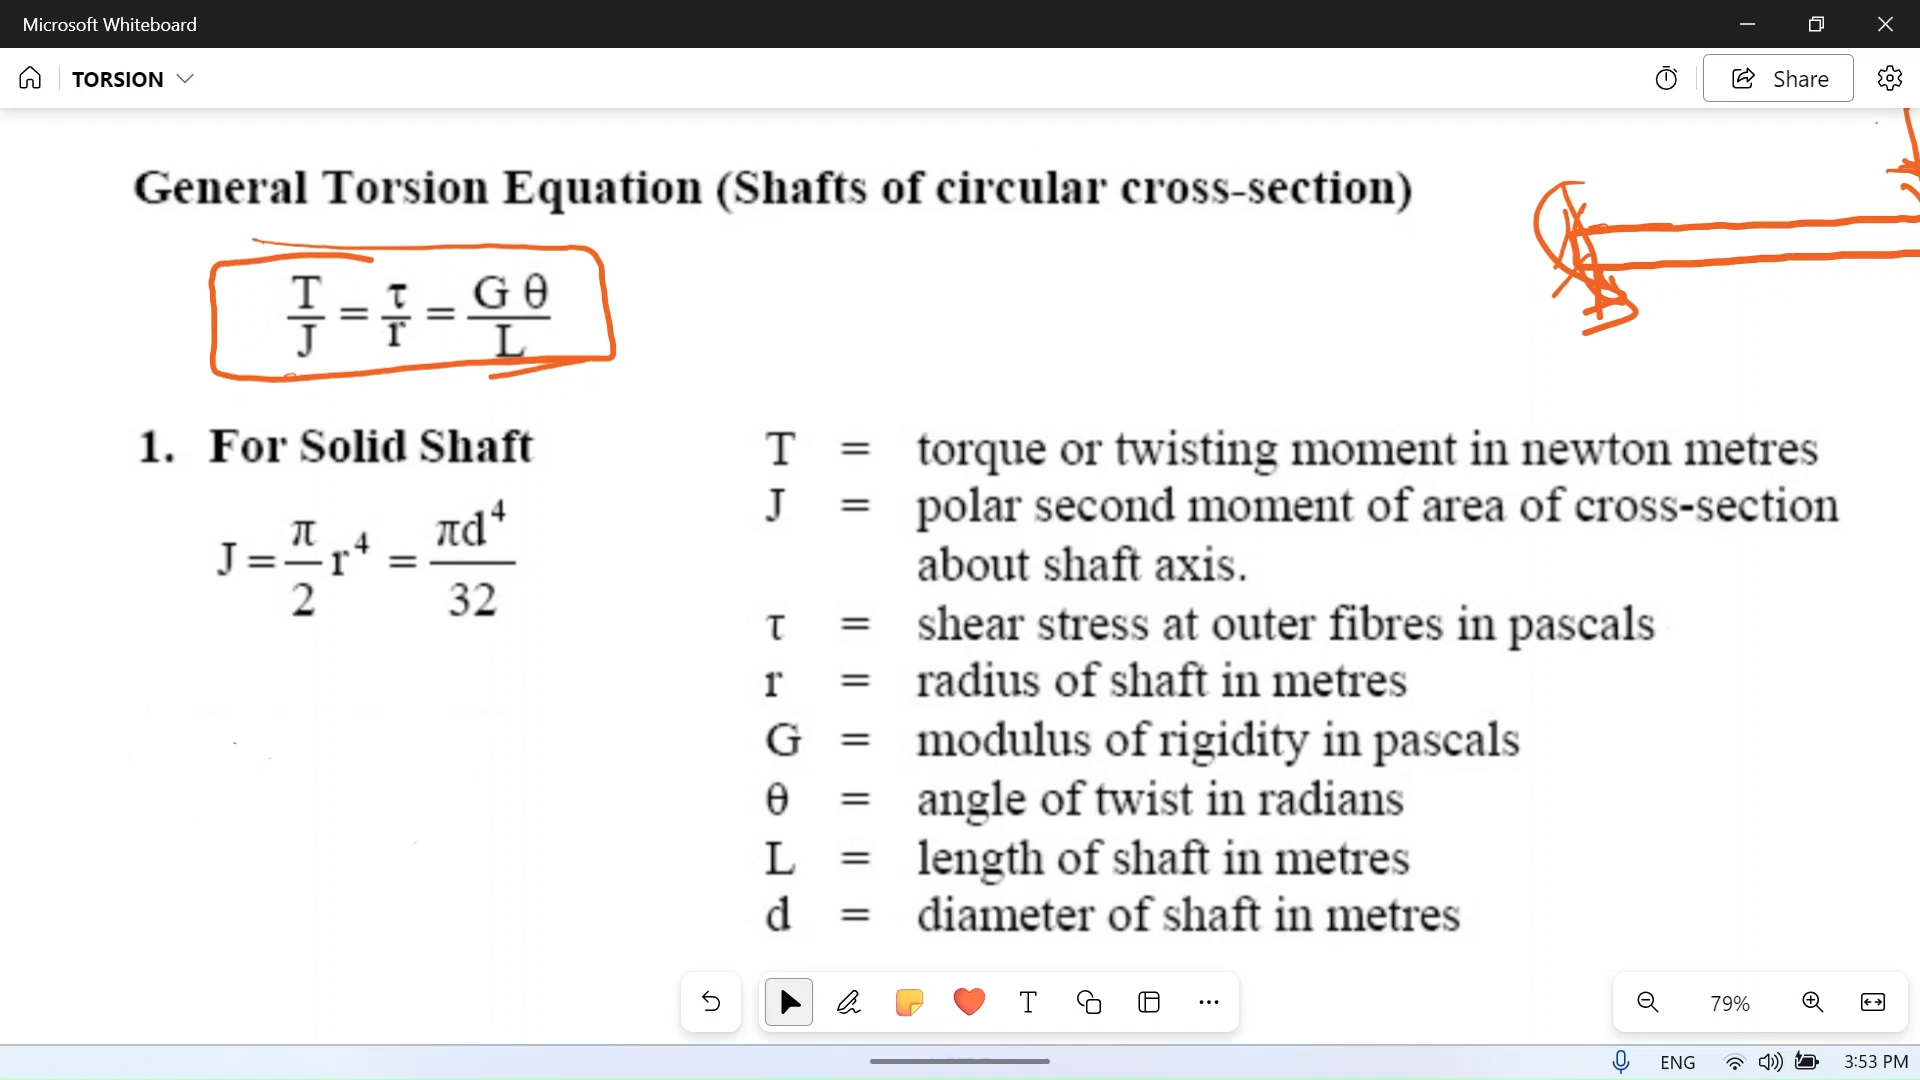 Microsoft Whiteboard
TORSION
Share
General Torsion Equation (Shafts of circular cross-section)
T/J = τ/r = G θ/L
1. For Solid Shaft
J = π/2 r⁴ = πd⁴/32
T = torque or twisting moment in newton metres
J = polar second moment of area of cross-section
about shaft axis.
τ = shear stress at outer fibres in pascals
r = radius of shaft in metres
G = modulus of rigidity in pascals
θ = angle of twist in radians
L = length of shaft in metres
d = diameter of shaft in metres
T
79%
ENG
3:53 PM